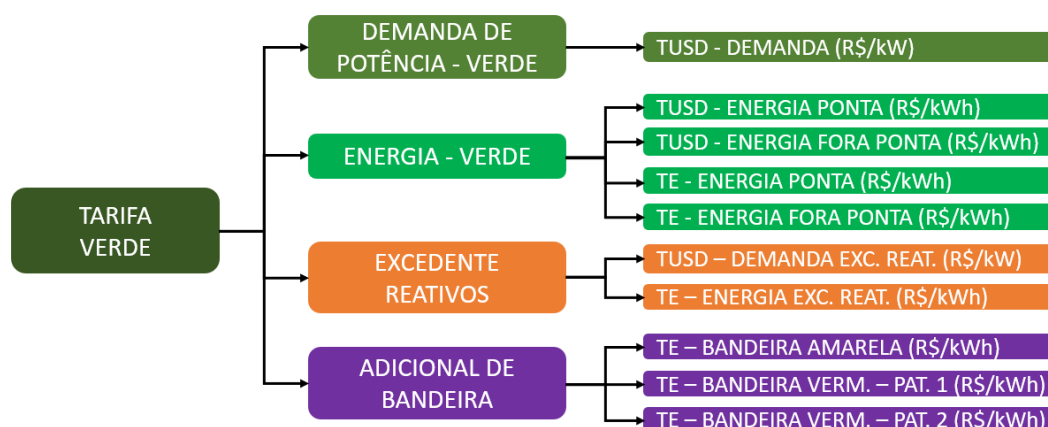 TARIFA
VERDE
DEMANDA DE
POTÊNCIA - VERDE
TUSD - DEMANDA (R$/kW)
ENERGIA - VERDE
TUSD - ENERGIA PONTA (R$/kWh)
TUSD - ENERGIA FORA PONTA (R$/kWh)
TE - ENERGIA PONTA (R$/kWh)
TE - ENERGIA FORA PONTA (R$/kWh)
EXCEDENTE
REATIVOS
TUSD – DEMANDA EXC. REAT. (R$/kW)
TE – ENERGIA EXC. REAT. (R$/kWh)
ADICIONAL DE
BANDEIRA
TE – BANDEIRA AMARELA (R$/kWh)
TE – BANDEIRA VERM. – PAT. 1 (R$/kWh)
TE – BANDEIRA VERM. – PAT. 2 (R$/kWh)